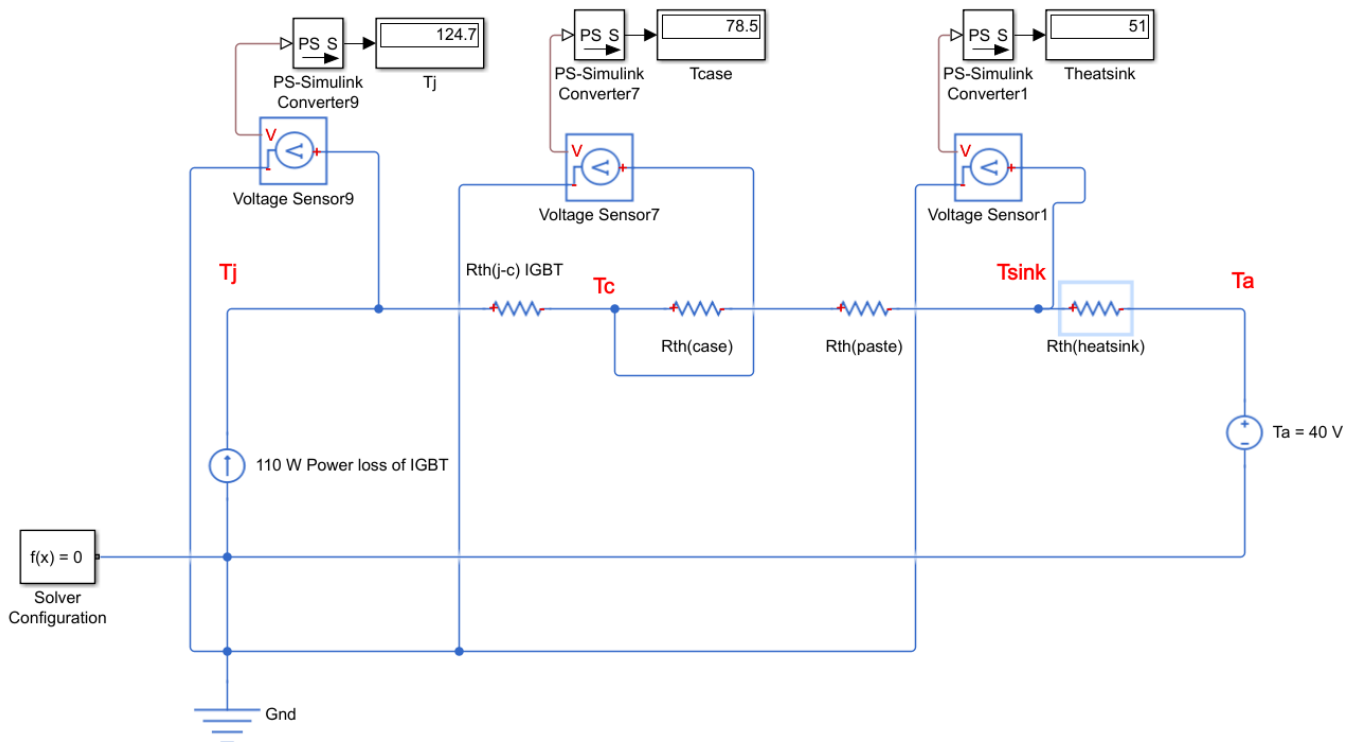 PS S
124.7
PS-Simulink
Converter9
Tj
PS S
78.5
PS-Simulink
Converter7
Tcase
PS S
51
PS-Simulink
Converter1
Theatsink
V
+
-
Voltage Sensor9
V
+
-
Voltage Sensor7
V
+
-
Voltage Sensor1
Tj
Rth(j-c) IGBT
Tc
Tsink
Ta
+ -
+ -
+ -
+ -
Rth(case)
Rth(paste)
Rth(heatsink)
+
−
Ta = 40 V
110 W Power loss of IGBT
f(x) = 0
Solver
Configuration
Gnd